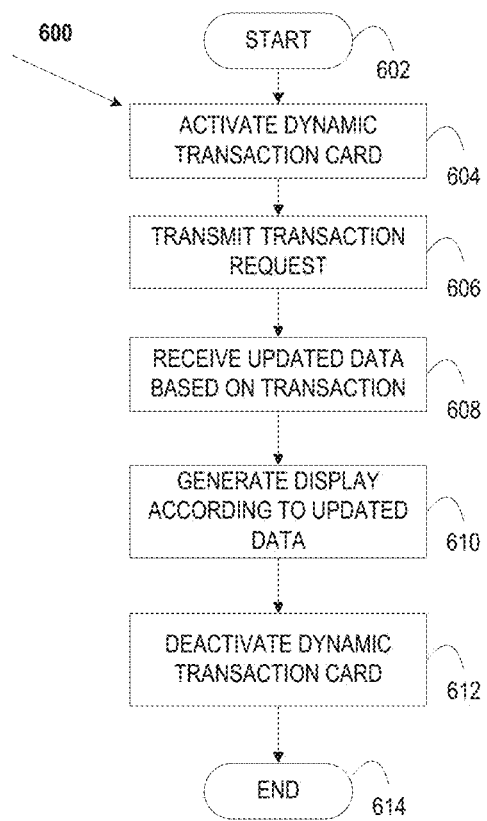 600
START
602
ACTIVATE DYNAMIC
TRANSACTION CARD
604
TRANSMIT TRANSACTION
REQUEST
606
RECEIVE UPDATED DATA
BASED ON TRANSACTION
608
GENERATE DISPLAY
ACCORDING TO UPDATED
DATA
610
DEACTIVATE DYNAMIC
TRANSACTION CARD
612
END
614